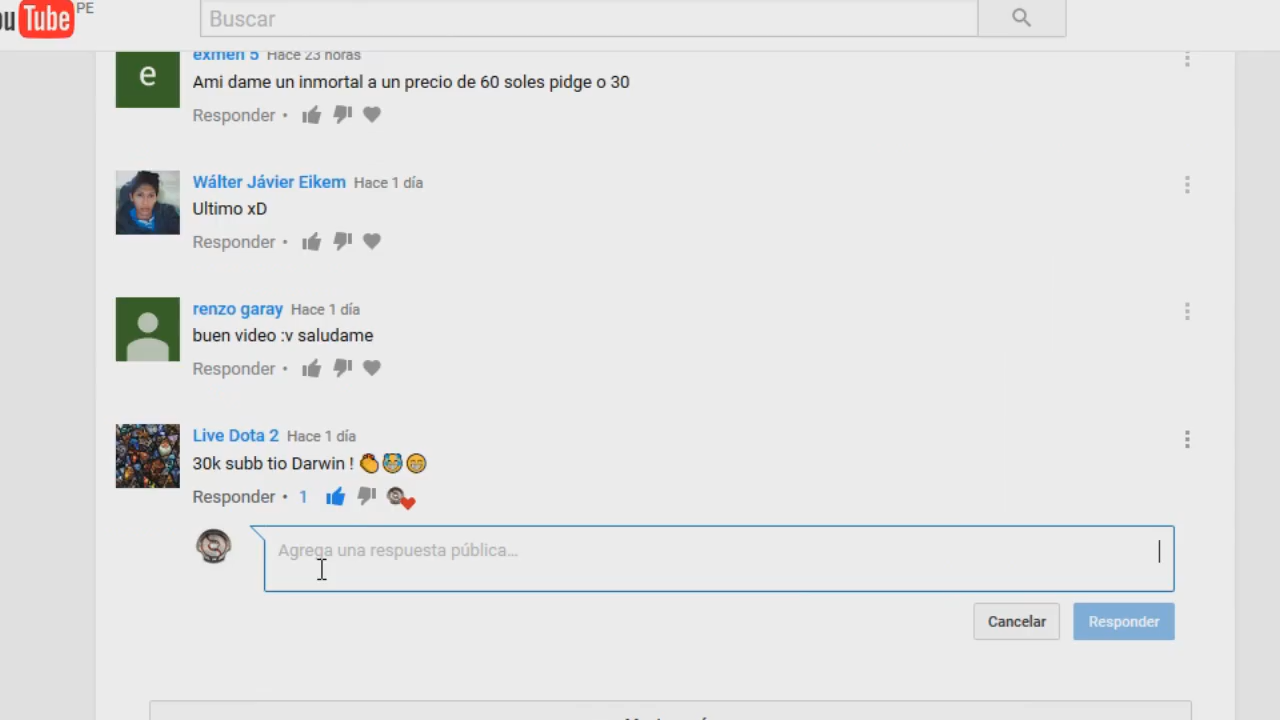 ou Tube PE
Buscar
e
exmen 5 Hace 23 horas
Ami dame un inmortal a un precio de 60 soles pidge o 30
Responder •
Wálter Jávier Eikem Hace 1 día
Ultimo xD
Responder •
renzo garay Hace 1 día
buen video :v saludame
Responder •
Live Dota 2 Hace 1 día
30k subb tio Darwin ! 👏😹😁
Responder • 1
Agrega una respuesta pública...
Cancelar
Responder